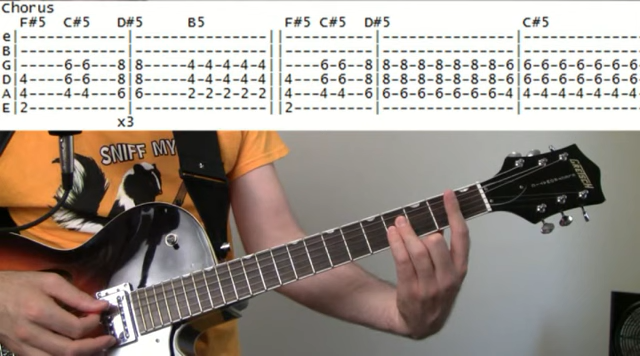 Chorus
F#5 C#5 D#5 B5 F#5 C#5 D#5 C#5
e|-----------------|------------------||-----------------|------------------|---------------
B|-----------------|------------------||-----------------|------------------|---------------
G|------6-6----8|8------4-4-4-4-4-||------6-6----8|8-8-8-8-8-8-8-6|6-6-6-6-6-6-6
D|4-----6-6----8|8------4-4-4-4-4-||4-----6-6----8|8-8-8-8-8-8-8-6|6-6-6-6-6-6-6
A|4-----4-4----6|6------2-2-2-2-2-||4-----4-4----6|6-6-6-6-6-6-6-4|4-4-4-4-4-4-4
E|2----------------|------------------||2----------------|------------------|---------------
x3
SNIFF MY
GRETSCH